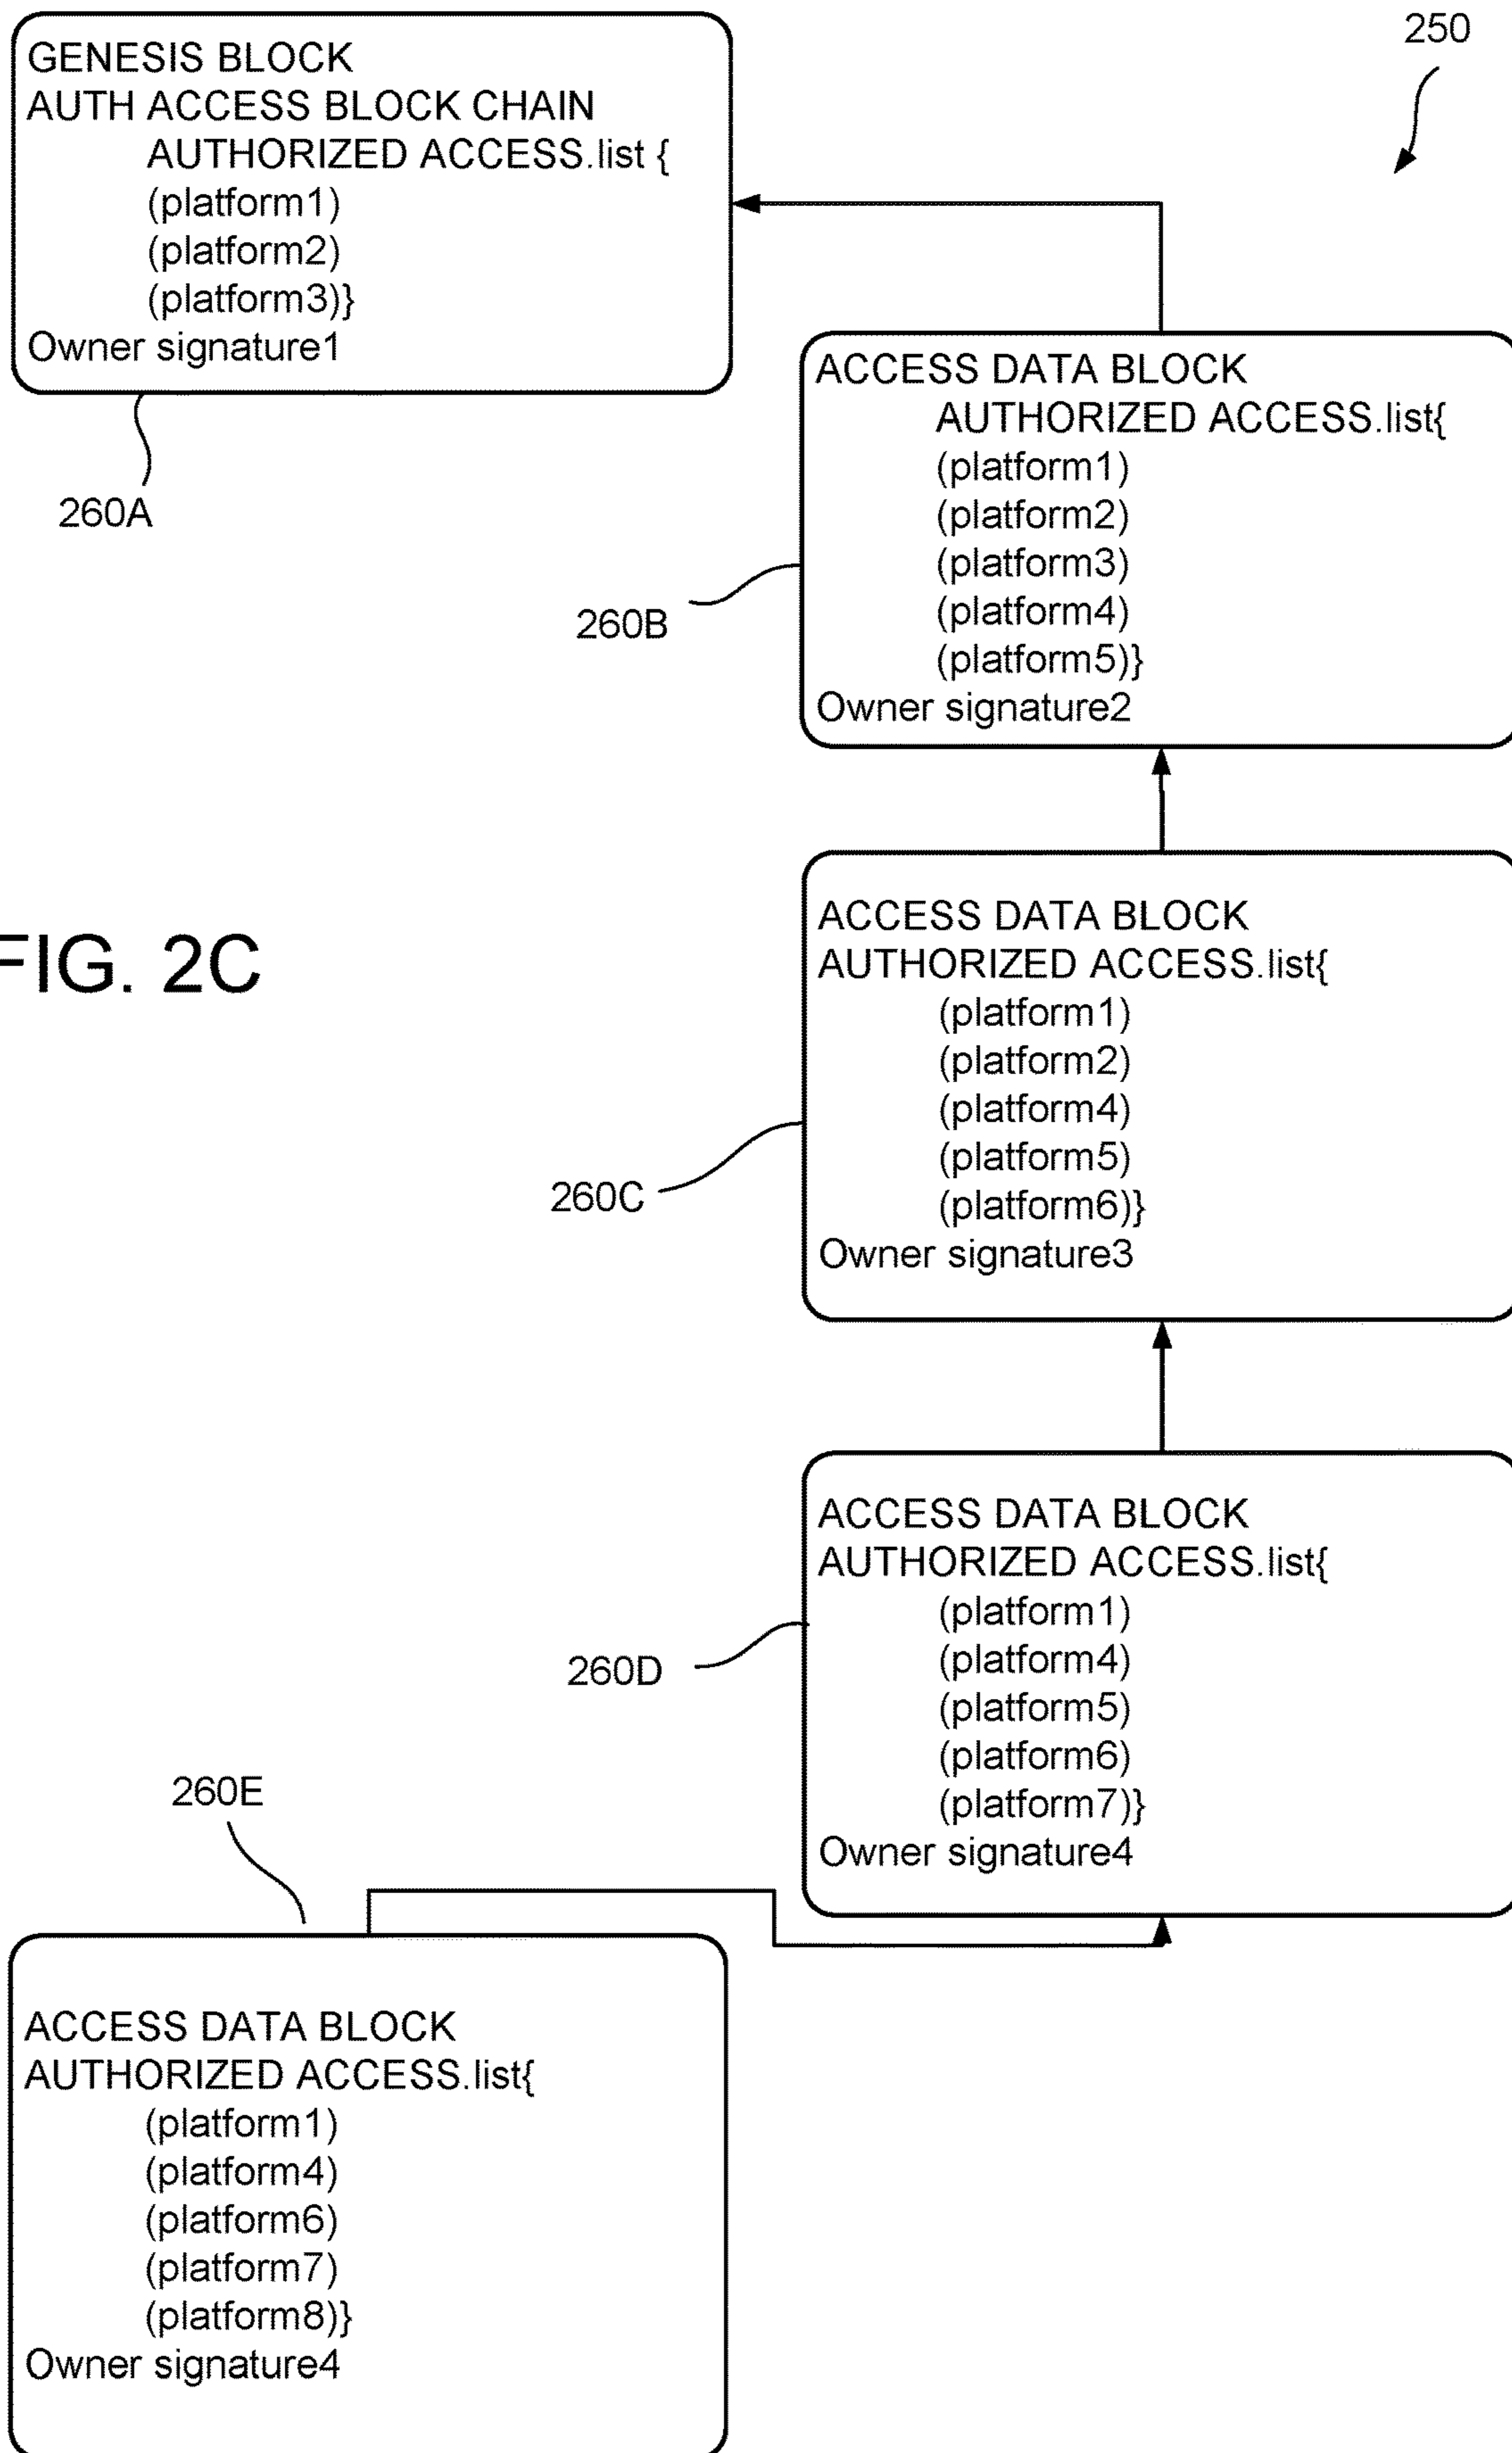 250
GENESIS BLOCK
AUTH ACCESS BLOCK CHAIN
AUTHORIZED ACCESS.list {
(platform1)
(platform2)
(platform3)}
Owner signature1
260A
ACCESS DATA BLOCK
AUTHORIZED ACCESS.list{
(platform1)
(platform2)
(platform3)
(platform4)
(platform5)}
Owner signature2
260B
FIG. 2C
ACCESS DATA BLOCK
AUTHORIZED ACCESS.list{
(platform1)
(platform2)
(platform4)
(platform5)
(platform6)}
Owner signature3
260C
ACCESS DATA BLOCK
AUTHORIZED ACCESS.list{
(platform1)
(platform4)
(platform5)
(platform6)
(platform7)}
Owner signature4
260D
260E
ACCESS DATA BLOCK
AUTHORIZED ACCESS.list{
(platform1)
(platform4)
(platform6)
(platform7)
(platform8)}
Owner signature4